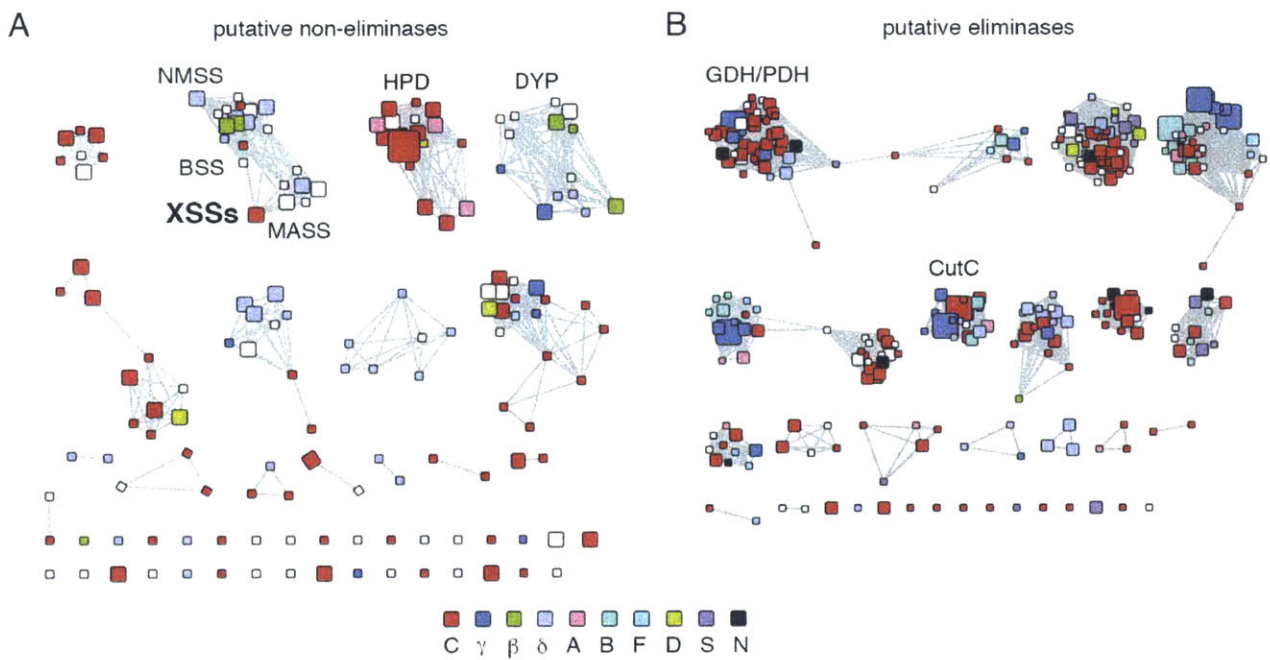 A
putative non-eliminases
B
putative eliminases
NMSS
HPD
DYP
GDH/PDH
BSS
XSSs
MASS
CutC
C γ β δ A B F D S N